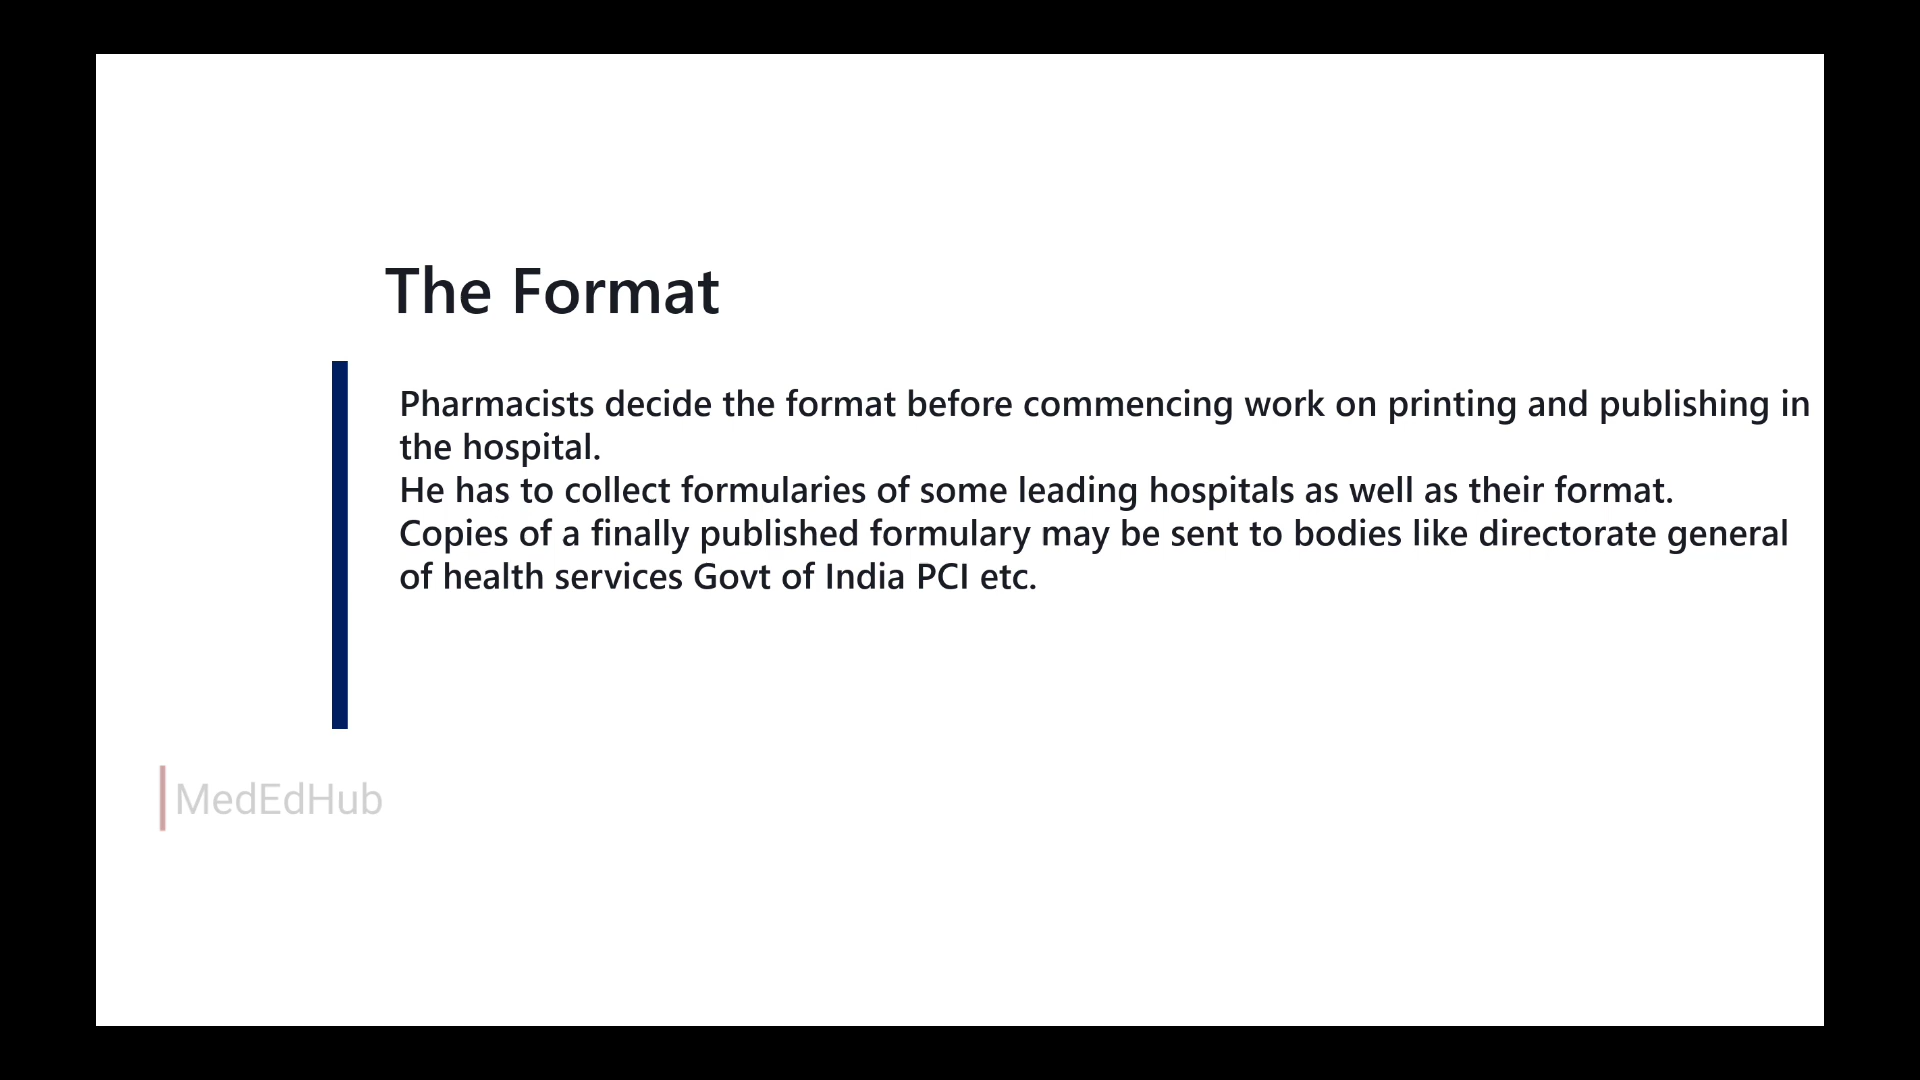 The Format
Pharmacists decide the format before commencing work on printing and publishing in
the hospital.
He has to collect formularies of some leading hospitals as well as their format.
Copies of a finally published formulary may be sent to bodies like directorate general
of health services Govt of India PCI etc.
MedEdHub